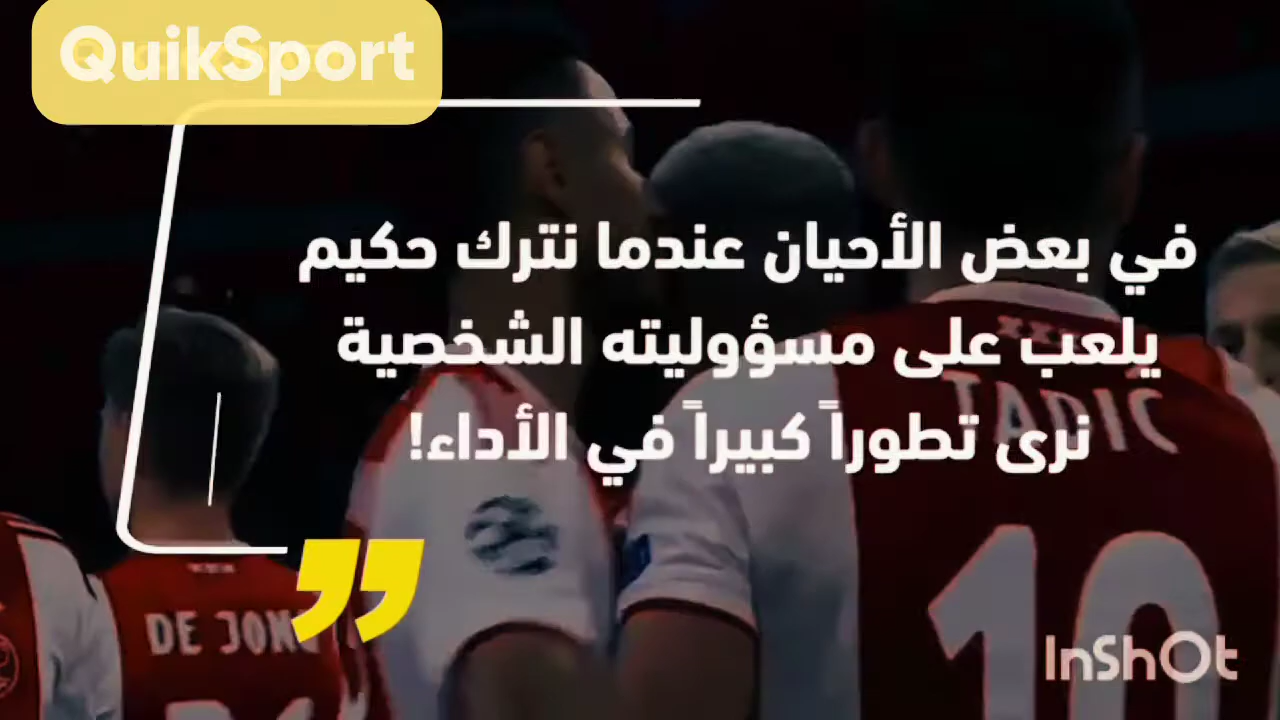 QuikSport
في بعض الأحيان عندما نترك حكيم
يلعب على مسؤوليته الشخصية
نرى تطوراً كبيراً في الأداء!
TADIC
10
DE JONG
InShOt